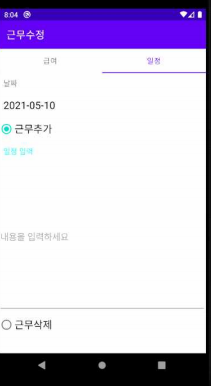 8:04
근무수정
급여 일정
날짜
2021-05-10
근무추가
일정 입력
내용을 입력하세요
근무삭제